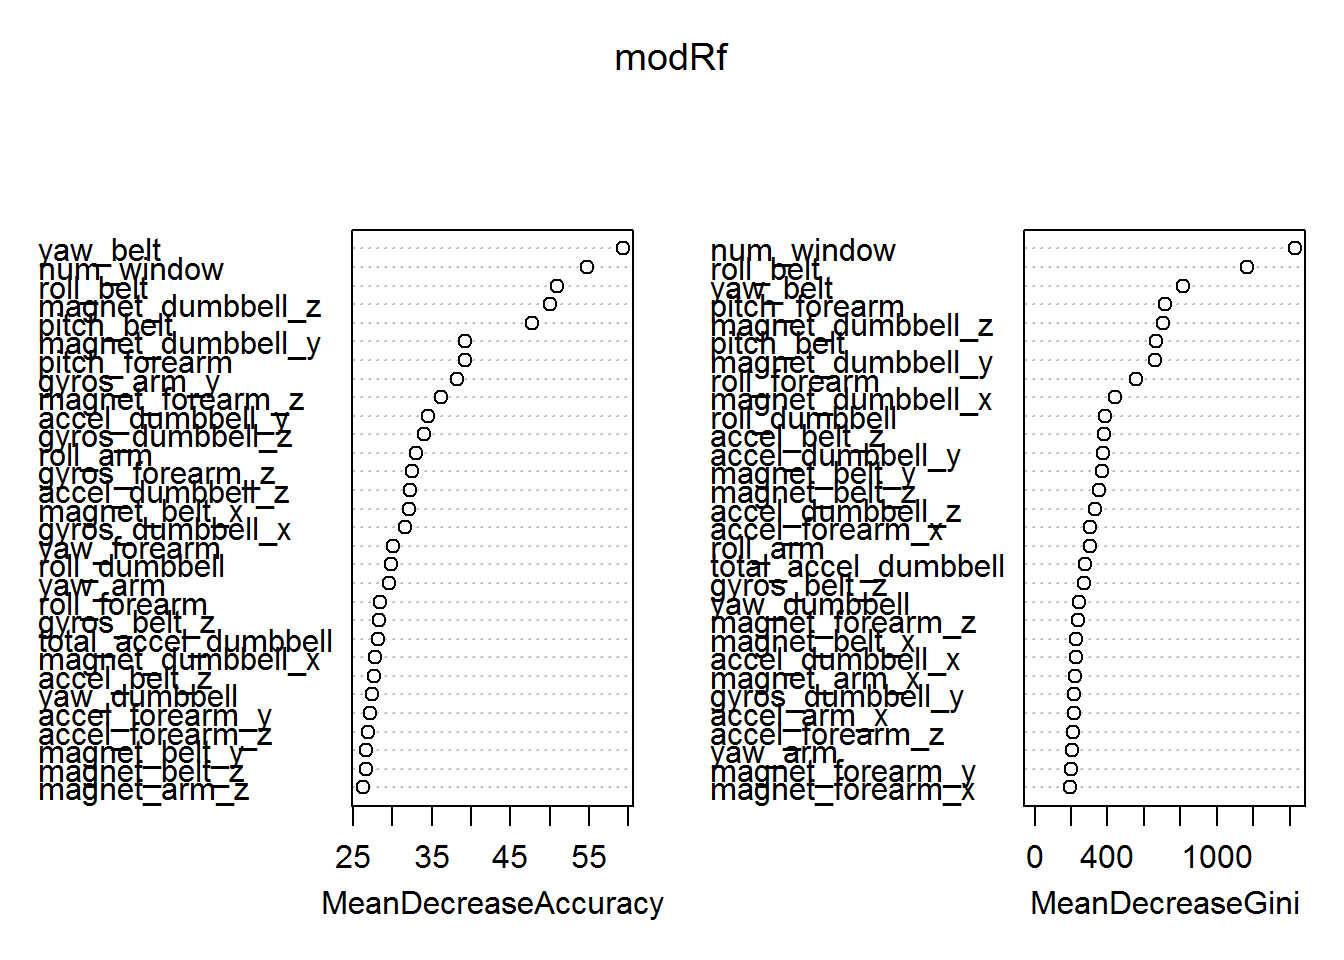 modRf
yaw_belt
num_window
roll_belt
magnet_dumbbell_z
pitch_belt
magnet_dumbbell_y
pitch_forearm
gyros_arm_y
magnet_forearm_z
accel_dumbbell_y
gyros_dumbbell_z
roll_arm
gyros_forearm_z
accel_dumbbell_z
magnet_belt_x
gyros_dumbbell_x
yaw_forearm
roll_dumbbell
yaw_arm
roll_forearm
gyros_belt_z
total_accel_dumbbell
magnet_dumbbell_x
accel_belt_z
yaw_dumbbell
accel_forearm_y
accel_forearm_z
magnet_belt_y
magnet_belt_z
magnet_arm_z
25 35 45 55
MeanDecreaseAccuracy
num_window
roll_belt
yaw_belt
pitch_forearm
magnet_dumbbell_z
pitch_belt
magnet_dumbbell_y
roll_forearm
magnet_dumbbell_x
roll_dumbbell
accel_belt_z
accel_dumbbell_y
magnet_belt_y
magnet_belt_z
accel_dumbbell_z
accel_forearm_x
roll_arm
total_accel_dumbbell
gyros_belt_z
yaw_dumbbell
magnet_forearm_z
magnet_belt_x
accel_dumbbell_x
magnet_arm_x
gyros_dumbbell_y
accel_arm_x
accel_forearm_z
yaw_arm
magnet_forearm_y
magnet_forearm_x
0 400 1000
MeanDecreaseGini